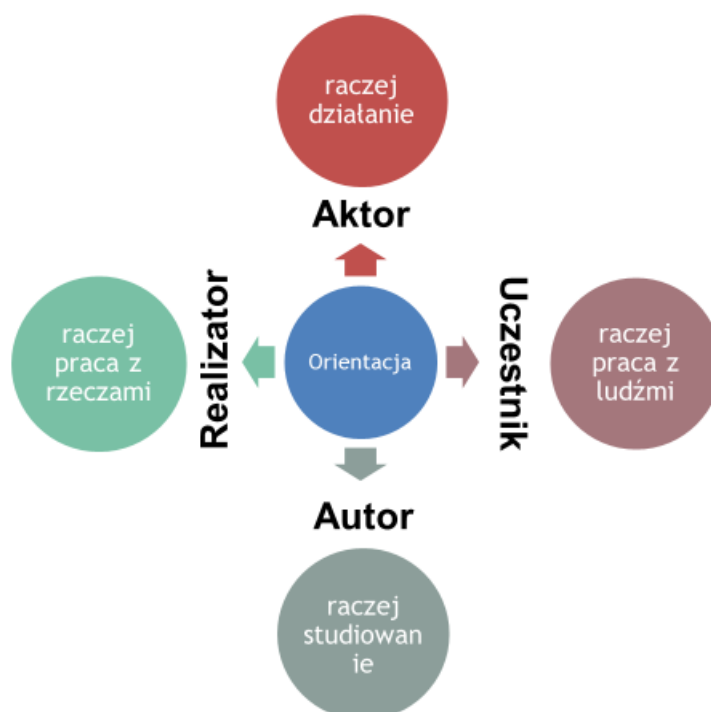 raczej
działanie
Aktor
Realizator
Uczestnik
raczej
praca z
rzeczami
Orientacja
raczej
praca z
ludźmi
Autor
raczej
studiowan
ie